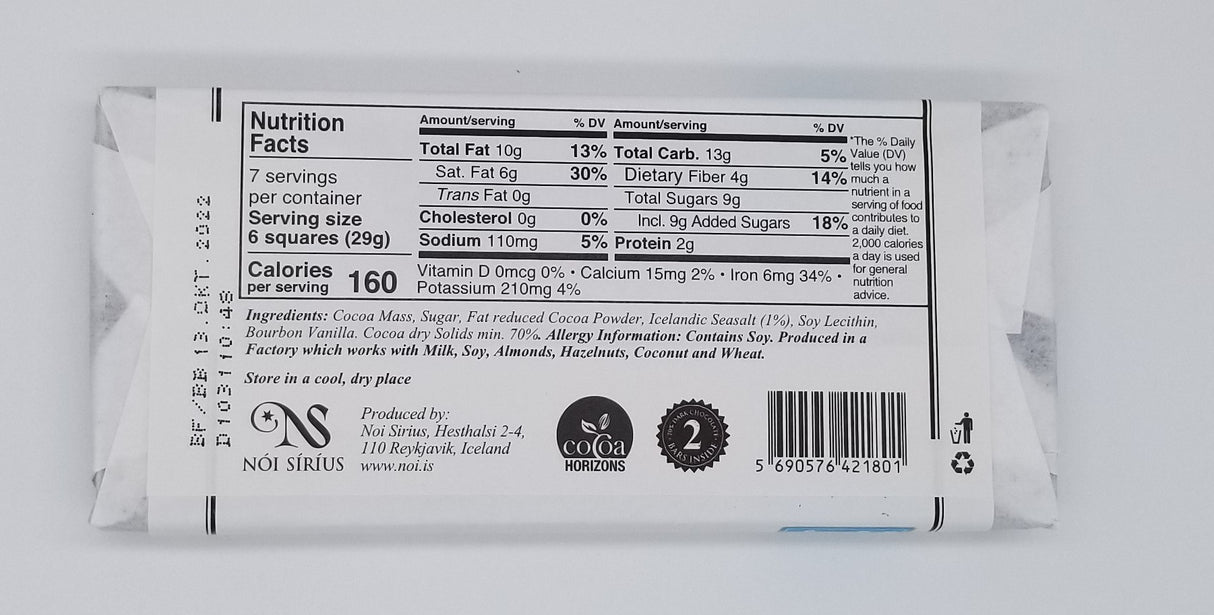 Nutrition
Facts
7 servings
per container
Serving size
6 squares (29g)
Calories
per serving 160
Amount/serving % DV
Total Fat 10g 13%
Sat. Fat 6g 30%
Trans Fat 0g
Cholesterol 0g 0%
Sodium 110mg 5%
Amount/serving % DV
Total Carb. 13g 5%
Dietary Fiber 4g 14%
Total Sugars 9g
Incl. 9g Added Sugars 18%
Protein 2g
Vitamin D 0mcg 0% • Calcium 15mg 2% • Iron 6mg 34% •
Potassium 210mg 4%
*The % Daily
Value (DV)
tells you how
much a
nutrient in a
serving of food
contributes to
a daily diet.
2,000 calories
a day is used
for general
nutrition
advice.
Ingredients: Cocoa Mass, Sugar, Fat reduced Cocoa Powder, Icelandic Seasalt (1%), Soy Lecithin,
Bourbon Vanilla. Cocoa dry Solids min. 70%. Allergy Information: Contains Soy. Produced in a
Factory which works with Milk, Soy, Almonds, Hazelnuts, Coconut and Wheat.
Store in a cool, dry place
BF/BB 13.OKT.2022
D1031 10:48
NS
NÓI SÍRÍUS
Produced by:
Noi Sirius, Hesthalsi 2-4,
110 Reykjavik, Iceland
www.noi.is
cocoa
HORIZONS
70% DARK CHOCOLATE
2
BARS INSIDE
5 690576 421801